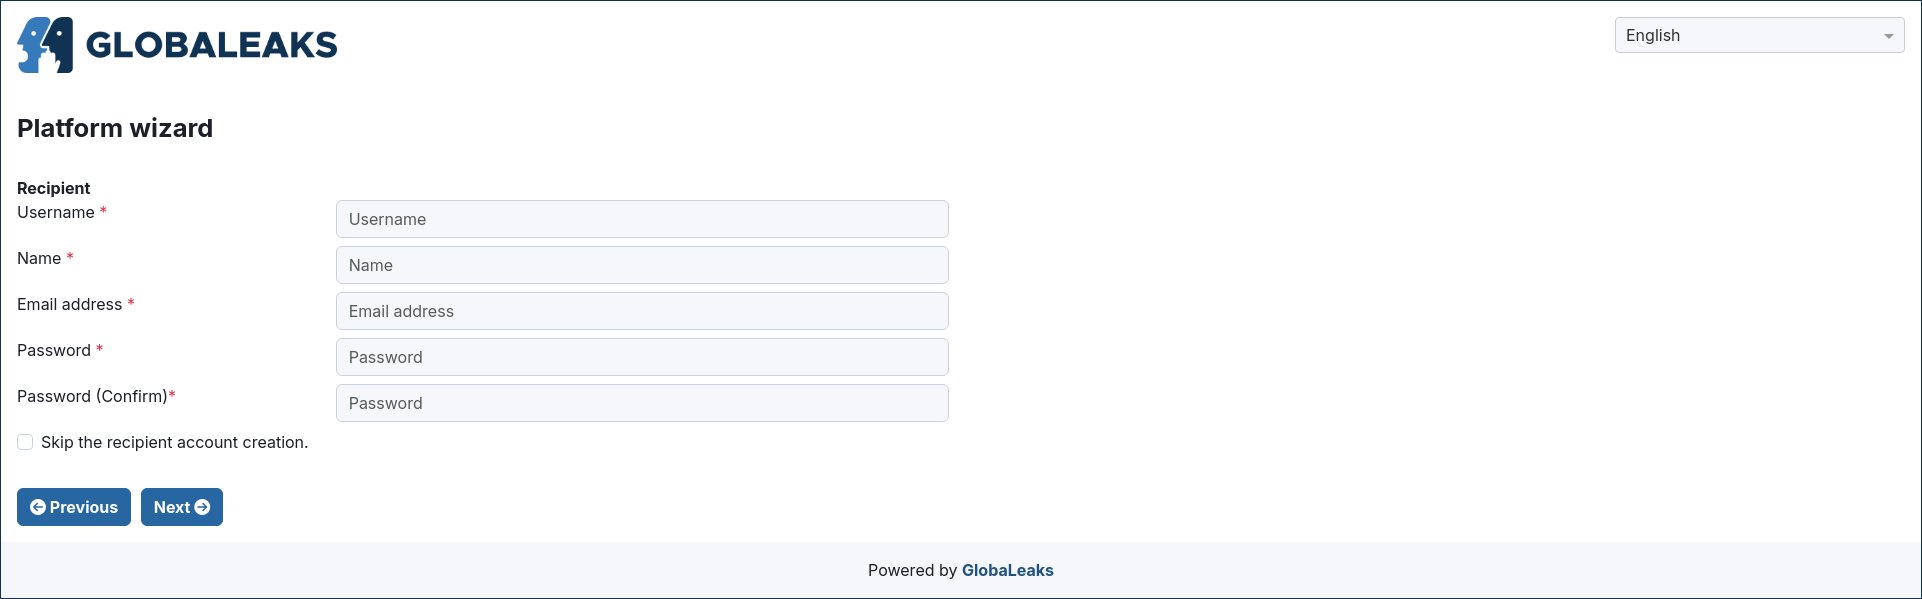 GLOBALEAKS
English
Platform wizard
Recipient
Username *
Username
Name *
Name
Email address *
Email address
Password *
Password
Password (Confirm)*
Password
Skip the recipient account creation.
Previous
Next
Powered by GlobaLeaks